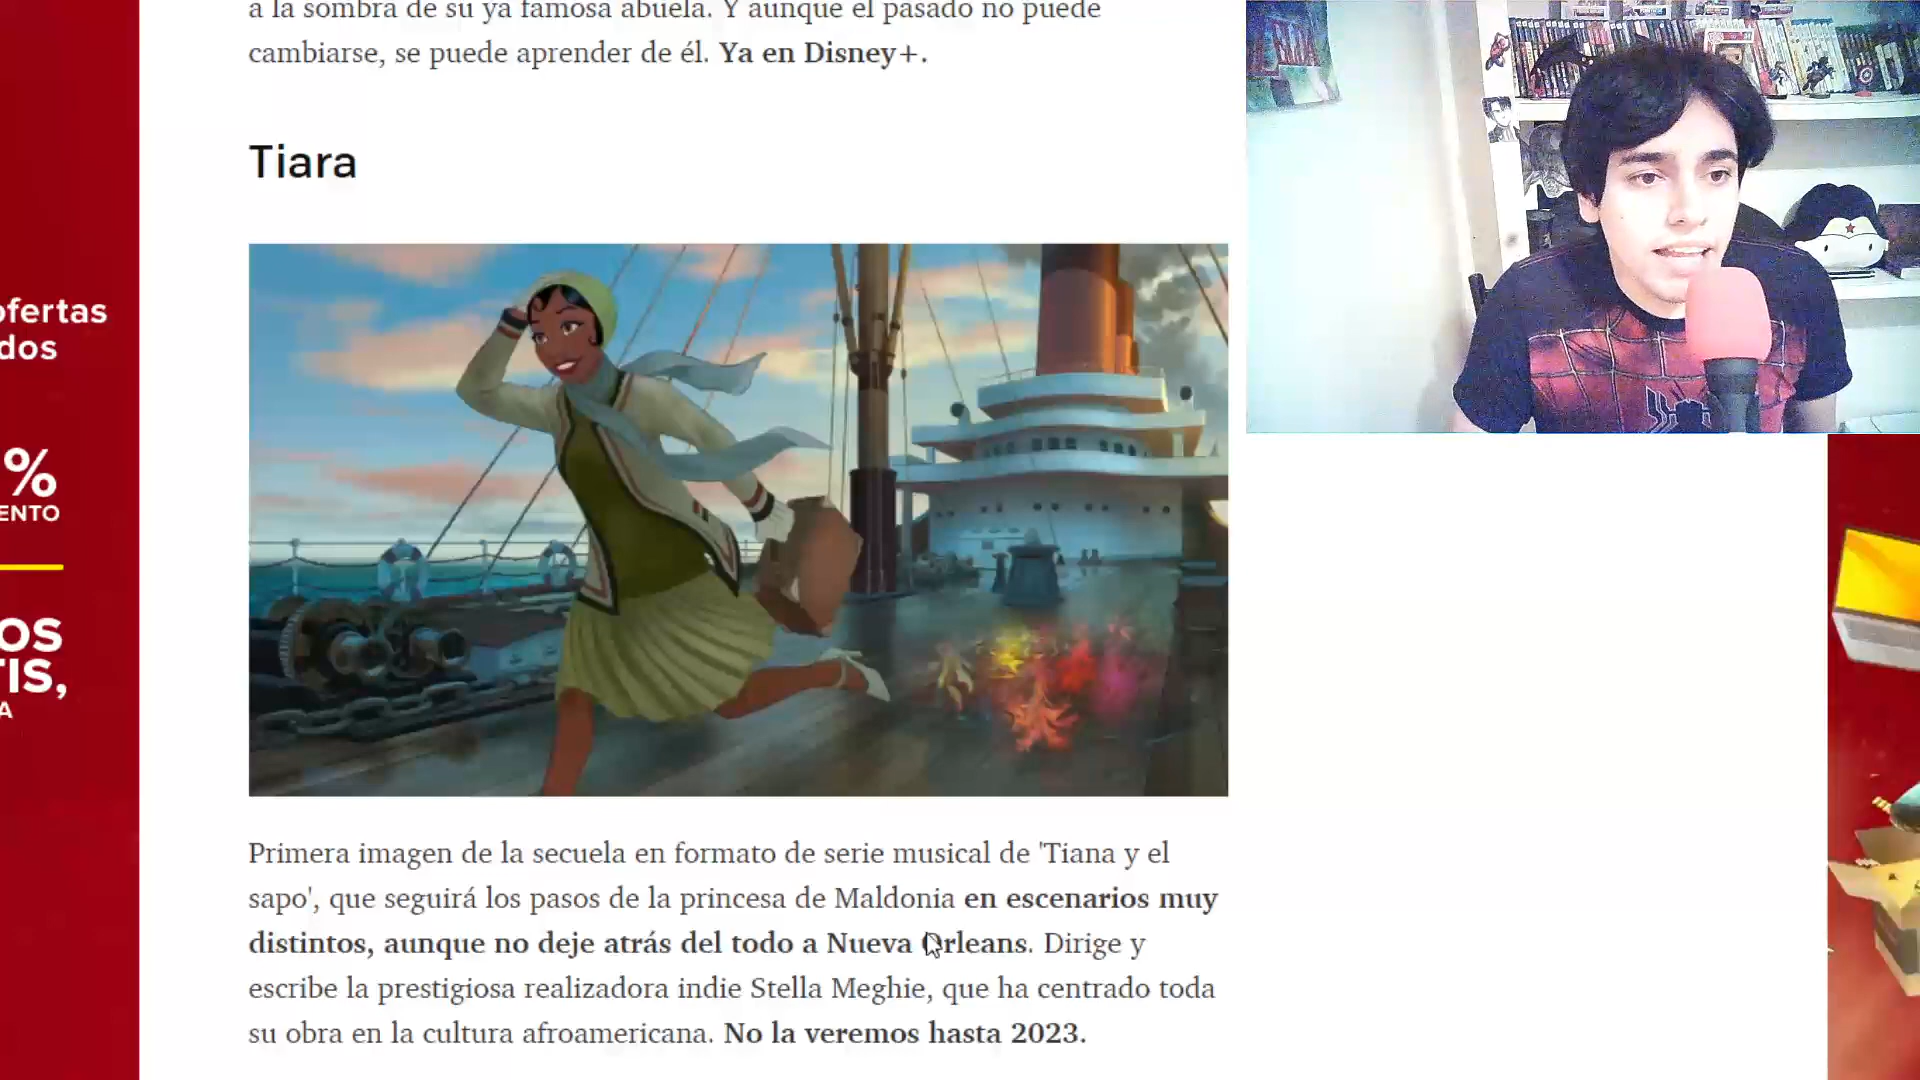 a la sombra de su ya famosa abuela. Y aunque el pasado no puede
cambiarse, se puede aprender de él. Ya en Disney+.
Tiara
Primera imagen de la secuela en formato de serie musical de 'Tiana y el
sapo', que seguirá los pasos de la princesa de Maldonia en escenarios muy
distintos, aunque no deje atrás del todo a Nueva Orleans. Dirige y
escribe la prestigiosa realizadora indie Stella Meghie, que ha centrado toda
su obra en la cultura afroamericana. No la veremos hasta 2023.
ofertas
dos
%
ENTO
OS
TIS,
A